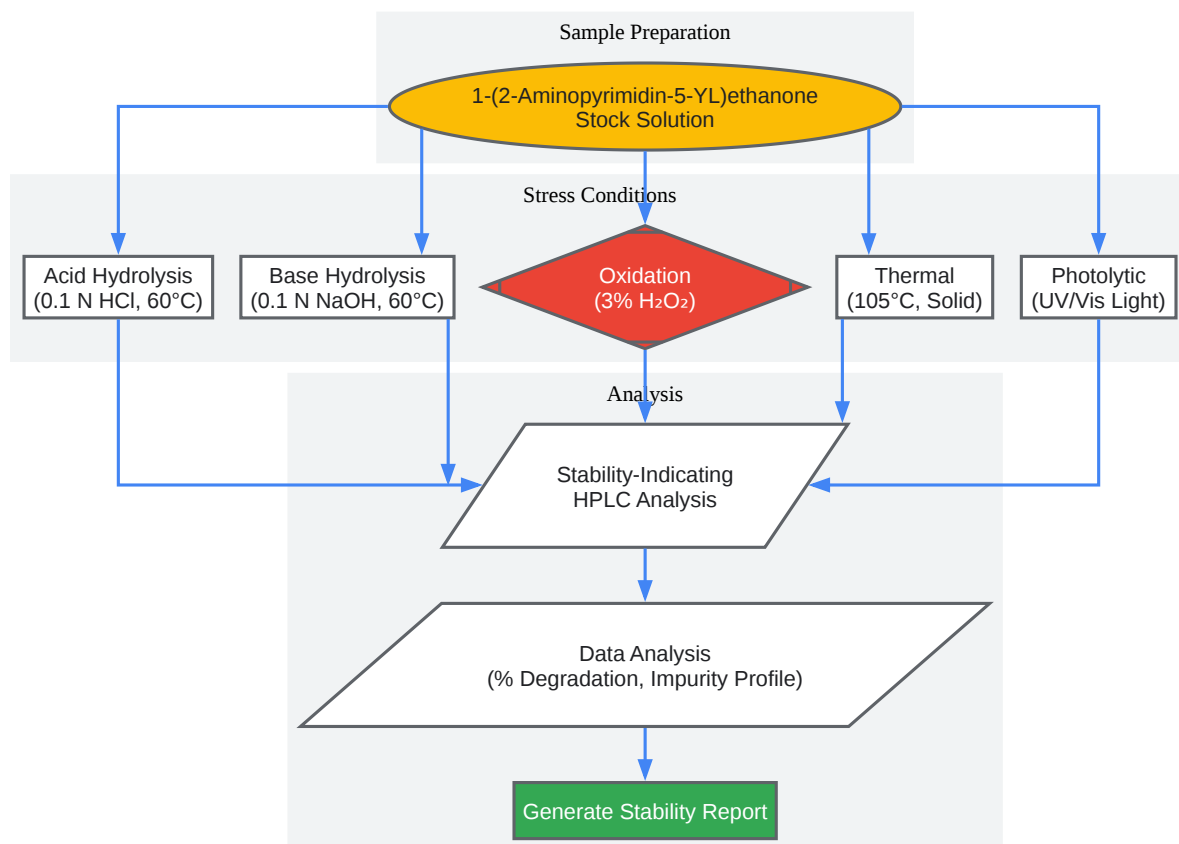 Sample Preparation
1-(2-Aminopyrimidin-5-YL)ethanone
Stock Solution
Stress Conditions
Acid Hydrolysis
(0.1 N HCl, 60°C)
Base Hydrolysis
(0.1 N NaOH, 60°C)
Oxidation
(3% H₂O₂)
Thermal
(105°C, Solid)
Photolytic
(UV/Vis Light)
Analysis
Stability-Indicating
HPLC Analysis
Data Analysis
(% Degradation, Impurity Profile)
Generate Stability Report